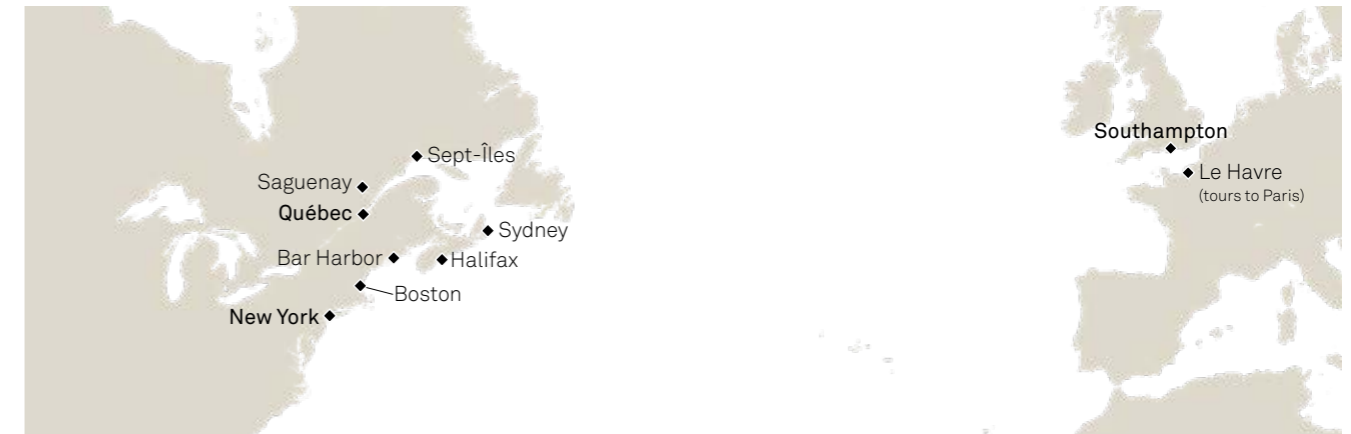 Southampton
Sept-Îles
Le Havre
(tours to Paris)
Saguenay
Québec
Sydney
Bar Harbor
Halifax
Boston
New York